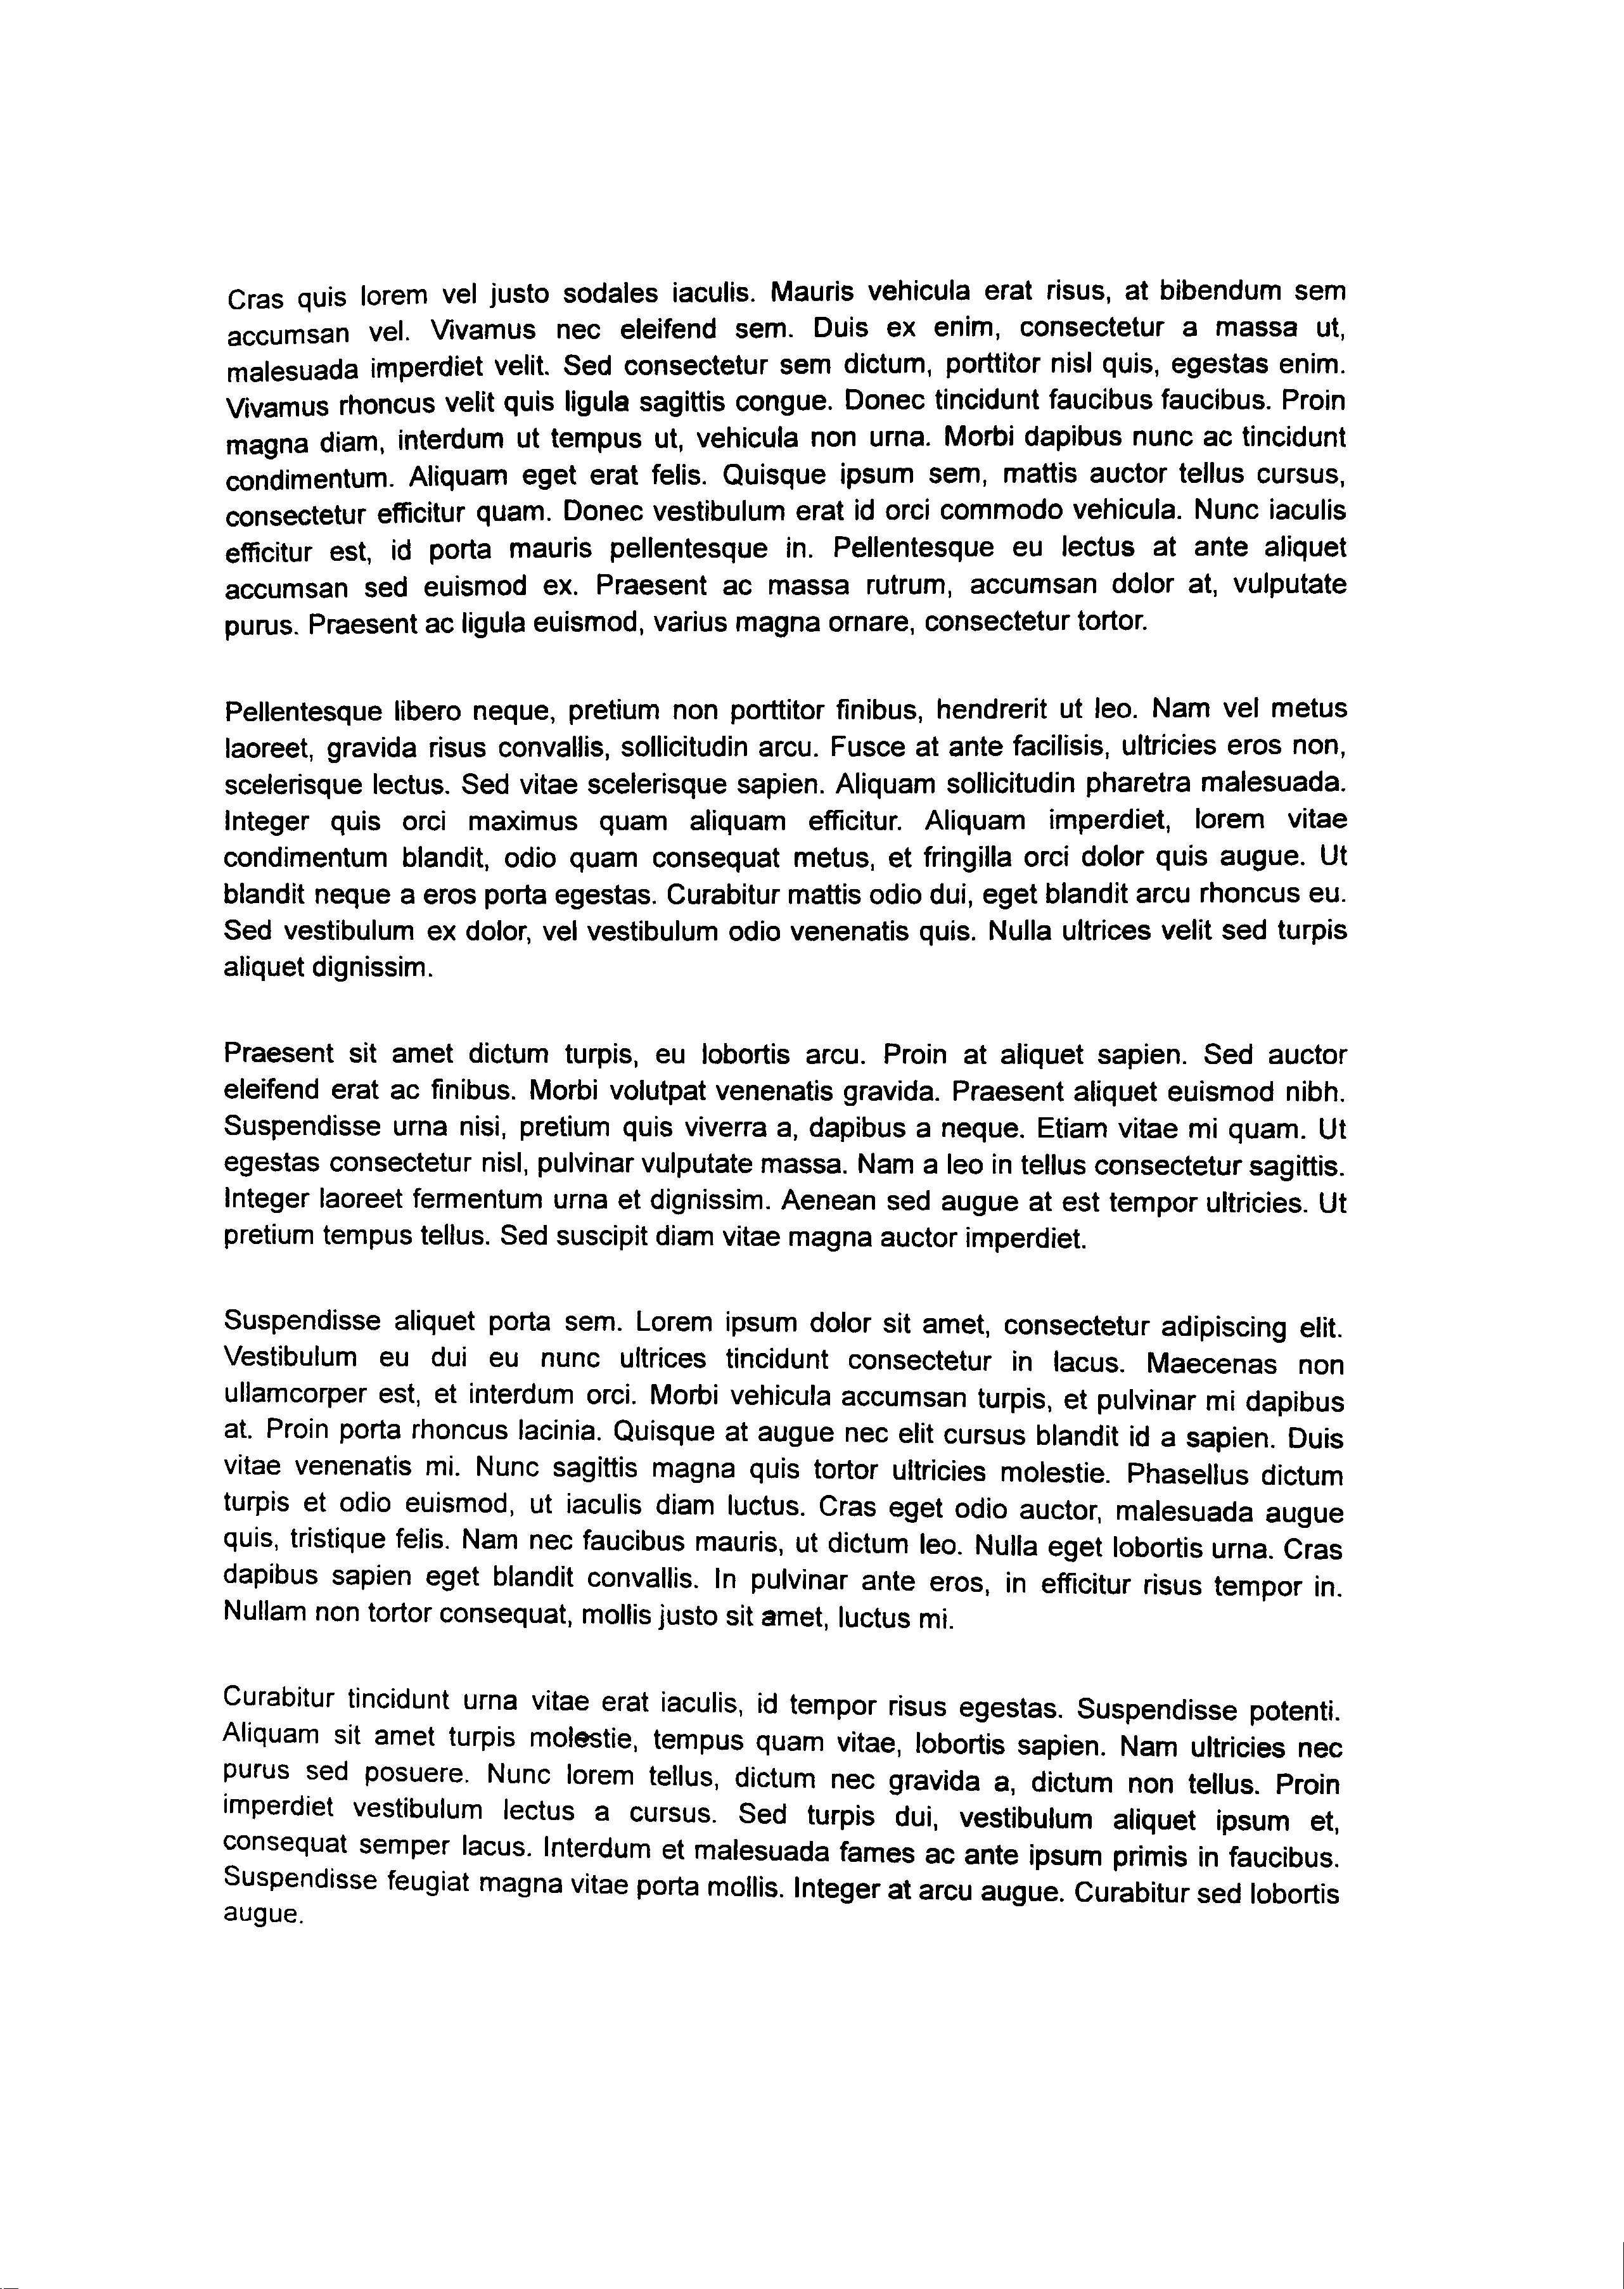 Cras quis lorem vel justo sodales iaculis. Mauris vehicula erat risus, at bibendum sem
accumsan vel. Vivamus nec eleifend sem. Duis ex enim, consectetur a massa ut,
malesuada imperdiet velit. Sed consectetur sem dictum, porttitor nisl quis, egestas enim.
Vivamus rhoncus velit quis ligula sagittis congue. Donec tincidunt faucibus faucibus. Proin
magna diam, interdum ut tempus ut, vehicula non urna. Morbi dapibus nunc ac tincidunt
condimentum. Aliquam eget erat felis. Quisque ipsum sem, mattis auctor tellus cursus,
consectetur efficitur quam. Donec vestibulum erat id orci commodo vehicula. Nunc iaculis
efficitur est, id porta mauris pellentesque in. Pellentesque eu lectus at ante aliquet
accumsan sed euismod ex. Praesent ac massa rutrum, accumsan dolor at, vulputate
purus. Praesent ac ligula euismod, varius magna ornare, consectetur tortor.
Pellentesque libero neque, pretium non porttitor finibus, hendrerit ut leo. Nam vel metus
laoreet, gravida risus convallis, sollicitudin arcu. Fusce at ante facilisis, ultricies eros non,
scelerisque lectus. Sed vitae scelerisque sapien. Aliquam sollicitudin pharetra malesuada.
Integer quis orci maximus quam aliquam efficitur. Aliquam imperdiet, lorem vitae
condimentum blandit, odio quam consequat metus, et fringilla orci dolor quis augue. Ut
blandit neque a eros porta egestas. Curabitur mattis odio dui, eget blandit arcu rhoncus eu.
Sed vestibulum ex dolor, vel vestibulum odio venenatis quis. Nulla ultrices velit sed turpis
aliquet dignissim.
Praesent sit amet dictum turpis, eu lobortis arcu. Proin at aliquet sapien. Sed auctor
eleifend erat ac finibus. Morbi volutpat venenatis gravida. Praesent aliquet euismod nibh.
Suspendisse urna nisi, pretium quis viverra a, dapibus a neque. Etiam vitae mi quam. Ut
egestas consectetur nisl, pulvinar vulputate massa. Nam a leo in tellus consectetur sagittis.
Integer laoreet fermentum urna et dignissim. Aenean sed augue at est tempor ultricies. Ut
pretium tempus tellus. Sed suscipit diam vitae magna auctor imperdiet.
Suspendisse aliquet porta sem. Lorem ipsum dolor sit amet, consectetur adipiscing elit.
Vestibulum eu dui eu nunc ultrices tincidunt consectetur in lacus. Maecenas non
ullamcorper est, et interdum orci. Morbi vehicula accumsan turpis, et pulvinar mi dapibus
at. Proin porta rhoncus lacinia. Quisque at augue nec elit cursus blandit id a sapien. Duis
vitae venenatis mi. Nunc sagittis magna quis tortor ultricies molestie. Phasellus dictum
turpis et odio euismod, ut iaculis diam luctus. Cras eget odio auctor, malesuada augue
quis, tristique felis. Nam nec faucibus mauris, ut dictum leo. Nulla eget lobortis urna. Cras
dapibus sapien eget blandit convallis. In pulvinar ante eros, in efficitur risus tempor in.
Nullam non tortor consequat, mollis justo sit amet, luctus mi.
Curabitur tincidunt urna vitae erat iaculis, id tempor risus egestas. Suspendisse potenti.
Aliquam sit amet turpis molestie, tempus quam vitae, lobortis sapien. Nam ultricies nec
purus sed posuere. Nunc lorem tellus, dictum nec gravida a, dictum non tellus. Proin
imperdiet vestibulum lectus a cursus. Sed turpis dui, vestibulum aliquet ipsum et,
consequat semper lacus. Interdum et malesuada fames ac ante ipsum primis in faucibus.
Suspendisse feugiat magna vitae porta mollis. Integer at arcu augue. Curabitur sed lobortis
augue.